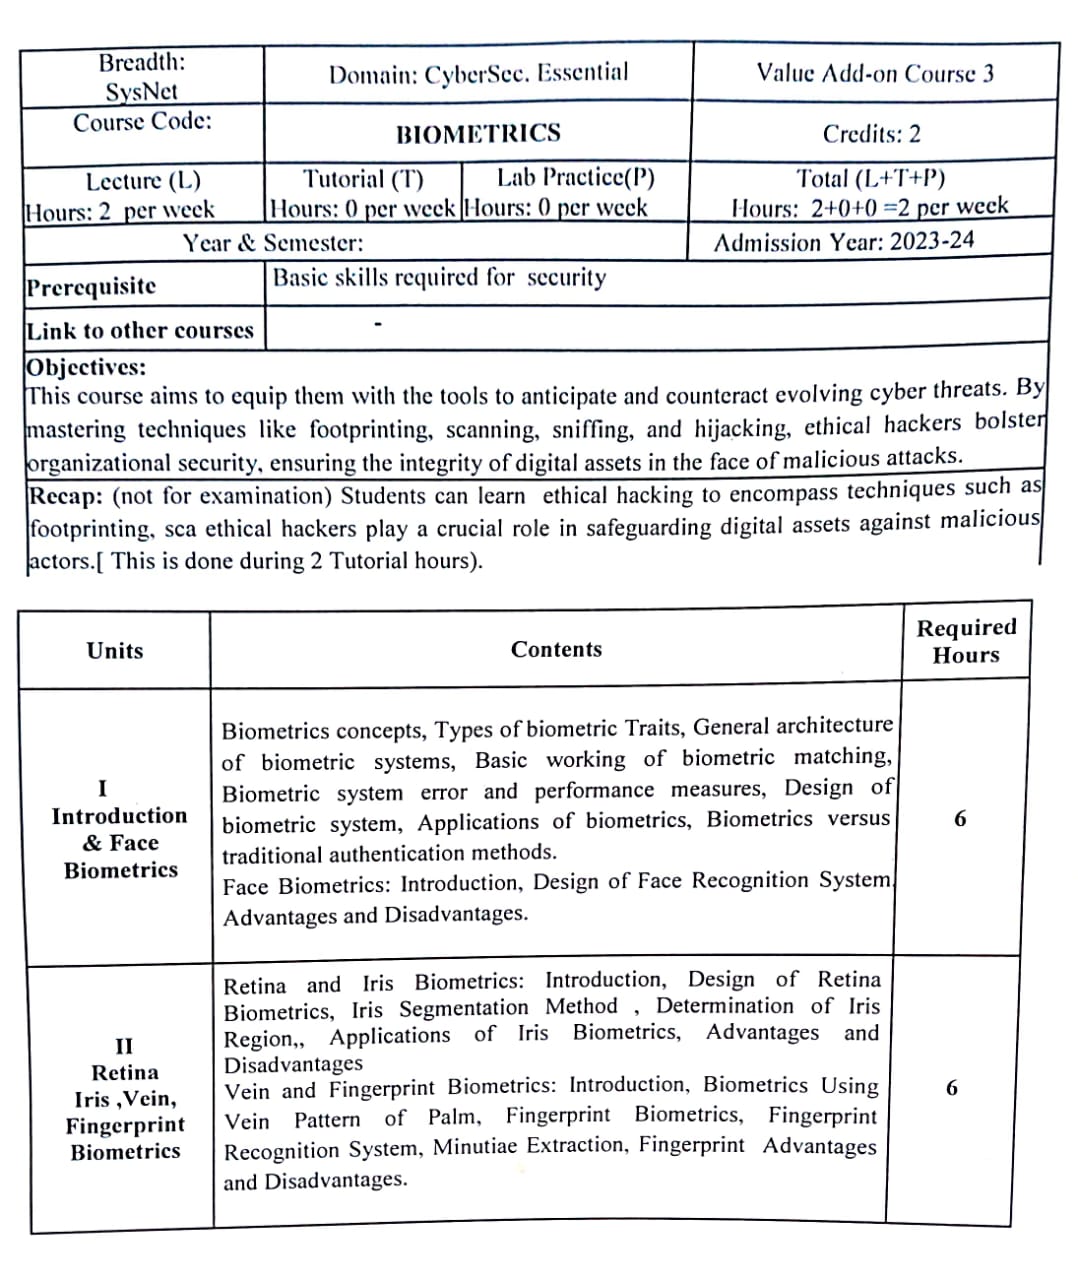 Breadth:
SysNet
Domain: CyberSec. Essential
Value Add-on Course 3
Course Code:
BIOMETRICS
Credits: 2
Lecture (L)
Hours: 2 per week
Tutorial (T)
Hours: 0 per week
Lab Practice(P)
Hours: 0 per week
Total (L+T+P)
Hours: 2+0+0 =2 per week
Year & Semester:
Admission Year: 2023-24
Prerequisite
Basic skills required for security
Link to other courses
-
Objectives:
This course aims to equip them with the tools to anticipate and counteract evolving cyber threats. By
mastering techniques like footprinting, scanning, sniffing, and hijacking, ethical hackers bolster
organizational security, ensuring the integrity of digital assets in the face of malicious attacks.
Recap: (not for examination) Students can learn ethical hacking to encompass techniques such as
footprinting, sca ethical hackers play a crucial role in safeguarding digital assets against malicious
actors.[ This is done during 2 Tutorial hours).
Units
Contents
Required
Hours
I
Introduction
& Face
Biometrics
Biometrics concepts, Types of biometric Traits, General architecture
of biometric systems, Basic working of biometric matching,
Biometric system error and performance measures, Design of
biometric system, Applications of biometrics, Biometrics versus
traditional authentication methods.
Face Biometrics: Introduction, Design of Face Recognition System,
Advantages and Disadvantages.
6
II
Retina
Iris ,Vein,
Fingerprint
Biometrics
Retina and Iris Biometrics: Introduction, Design of Retina
Biometrics, Iris Segmentation Method , Determination of Iris
Region,, Applications of Iris Biometrics, Advantages and
Disadvantages
Vein and Fingerprint Biometrics: Introduction, Biometrics Using
Vein Pattern of Palm, Fingerprint Biometrics, Fingerprint
Recognition System, Minutiae Extraction, Fingerprint Advantages
and Disadvantages.
6